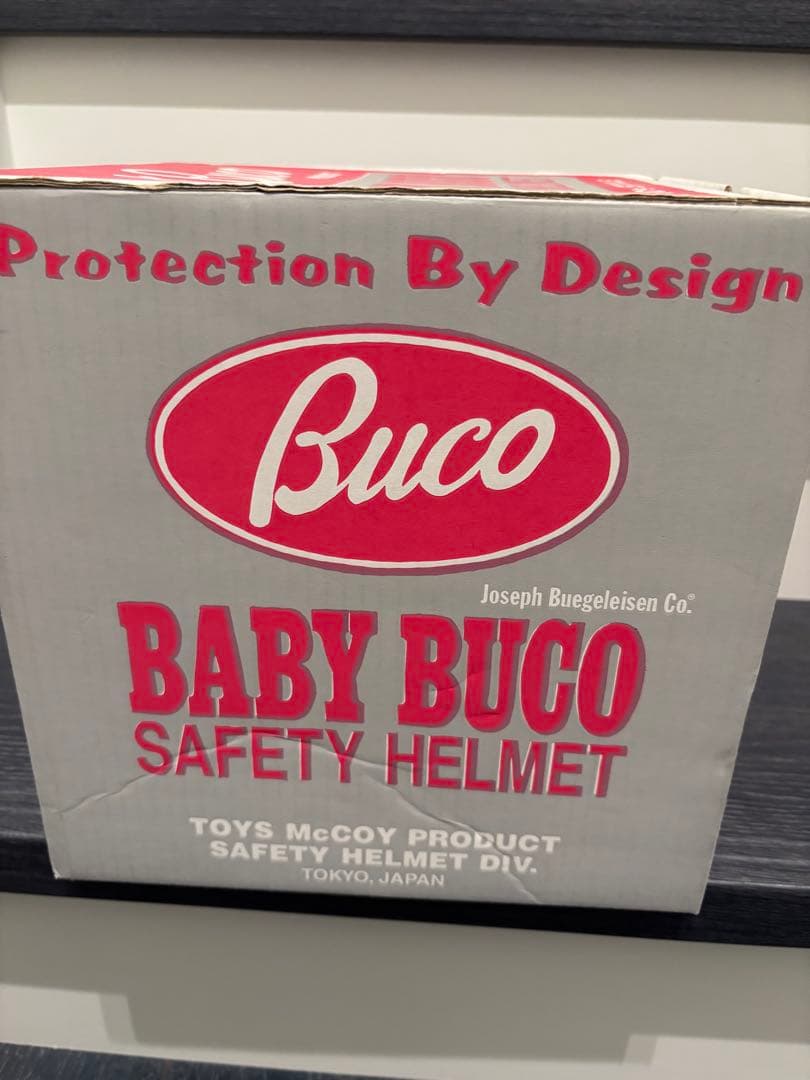 Protection By Design
Buco
Joseph Buegeleisen Co.®
BABY BUCO
SAFETY HELMET
TOYS McCOY PRODUCT
SAFETY HELMET DIV.
TOKYO, JAPAN